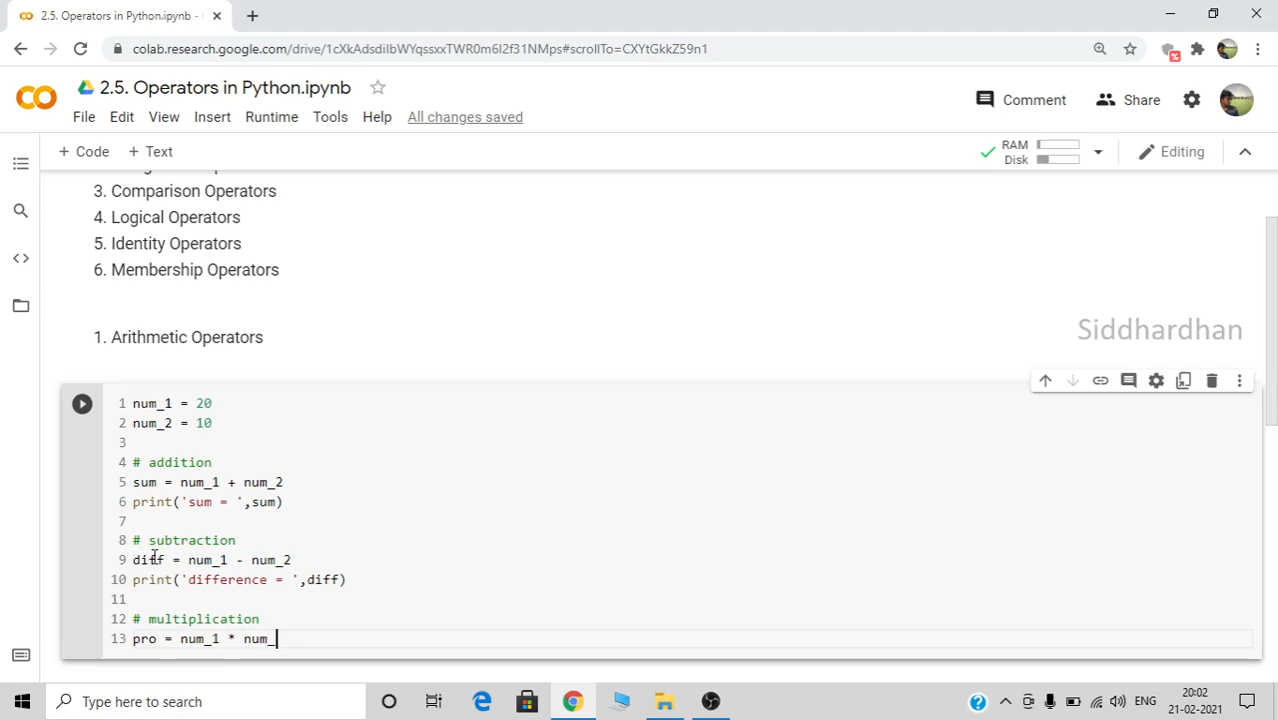 2.5. Operators in Python.ipynb -
colab.research.google.com/drive/1cXkAdsdiIbWYqssxxTWR0m6I2f31NMps#scrollTo=CXYtGkkZ59n1
2.5. Operators in Python.ipynb
Comment
Share
File Edit View Insert Runtime Tools Help All changes saved
+ Code + Text
RAM
Disk
Editing
3. Comparison Operators
4. Logical Operators
5. Identity Operators
6. Membership Operators
1. Arithmetic Operators
Siddhardhan
1 num_1 = 20
2 num_2 = 10
3
4 # addition
5 sum = num_1 + num_2
6 print('sum = ',sum)
7
8 # subtraction
9 diff = num_1 - num_2
10 print('difference = ',diff)
11
12 # multiplication
13 pro = num_1 * num_
Type here to search
ENG
20:02
21-02-2021